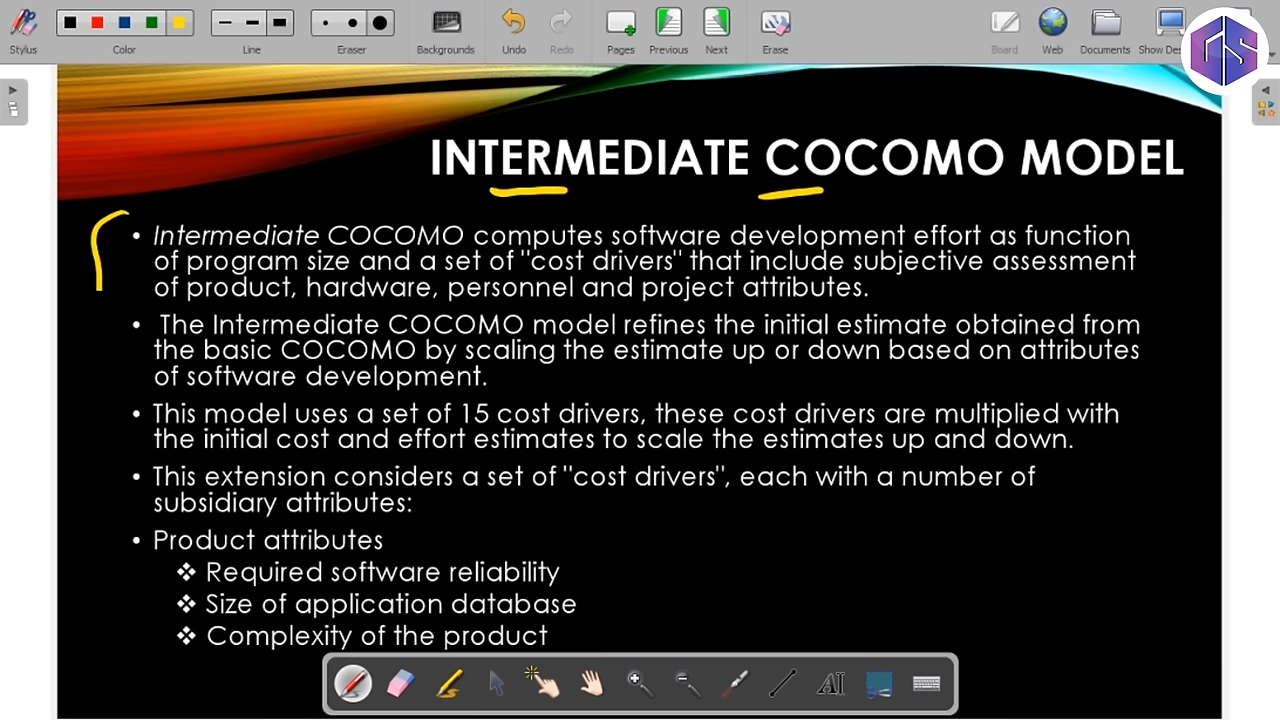 Stylus
Color
Line
Eraser
Backgrounds
Undo
Redo
Pages
Previous
Next
Erase
Board
Web
Documents
Show Des
INTERMEDIATE COCOMO MODEL
• Intermediate COCOMO computes software development effort as function
of program size and a set of "cost drivers" that include subjective assessment
of product, hardware, personnel and project attributes.
• The Intermediate COCOMO model refines the initial estimate obtained from
the basic COCOMO by scaling the estimate up or down based on attributes
of software development.
• This model uses a set of 15 cost drivers, these cost drivers are multiplied with
the initial cost and effort estimates to scale the estimates up and down.
• This extension considers a set of "cost drivers", each with a number of
subsidiary attributes:
• Product attributes
❖ Required software reliability
❖ Size of application database
❖ Complexity of the product
AI